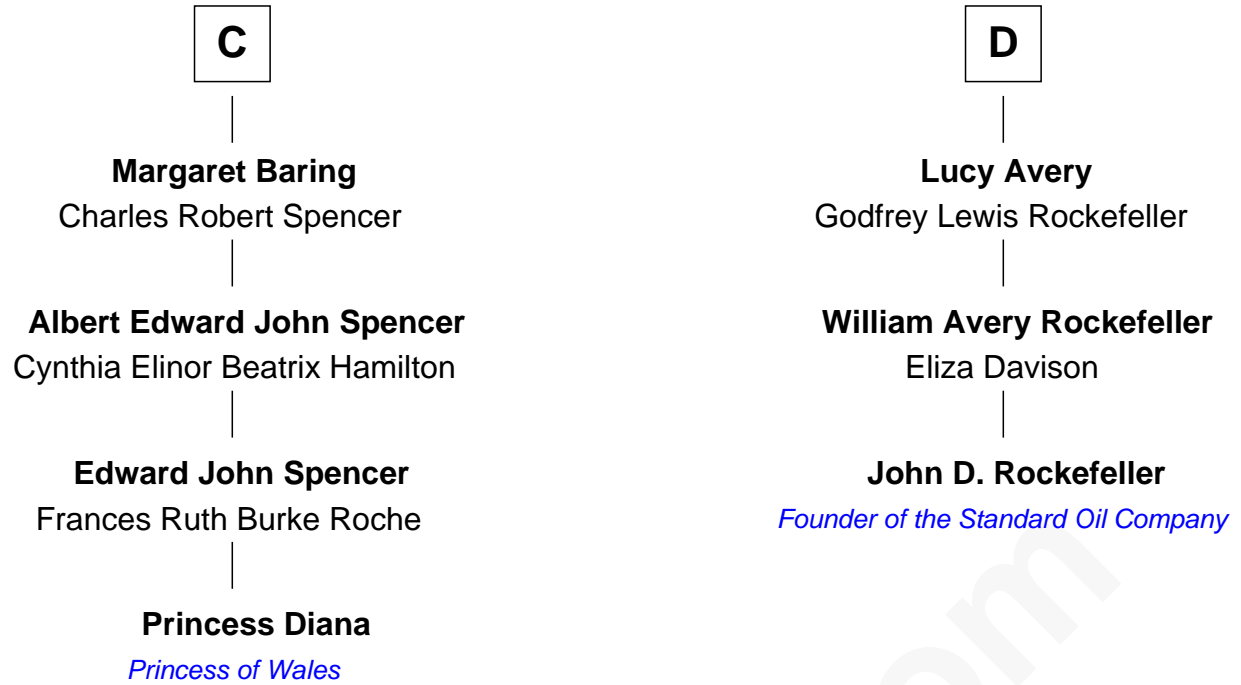 C
Margaret Baring
Charles Robert Spencer
Albert Edward John Spencer
Cynthia Elinor Beatrix Hamilton
Edward John Spencer
Frances Ruth Burke Roche
Princess Diana
Princess of Wales
D
Lucy Avery
Godfrey Lewis Rockefeller
William Avery Rockefeller
Eliza Davison
John D. Rockefeller
Founder of the Standard Oil Company
om